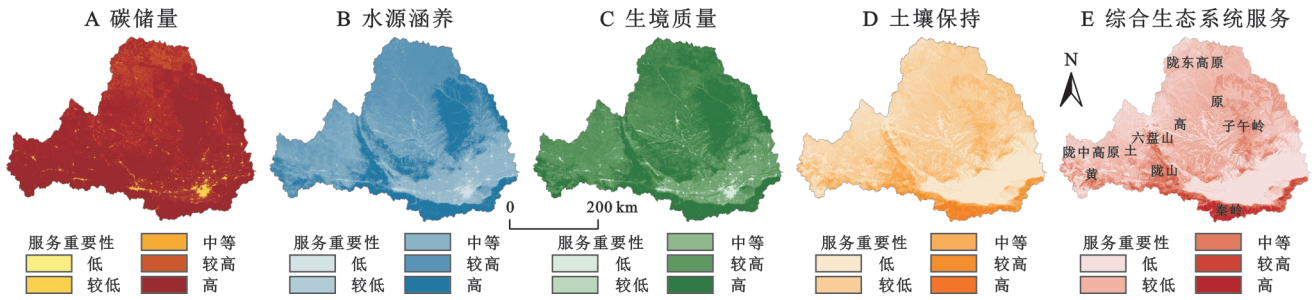 A 碳储量
B 水源涵养
C 生境质量
D 土壤保持
E 综合生态系统服务
N
陇东高原
原
高
子午岭
六盘山
陇中高原
土
陇山
黄
秦岭
0 200 km
服务重要性 中等
低 较高
较低 高
服务重要性 中等
低 较高
较低 高
服务重要性 中等
低 较高
较低 高
服务重要性 中等
低 较高
较低 高
服务重要性 中等
低 较高
较低 高